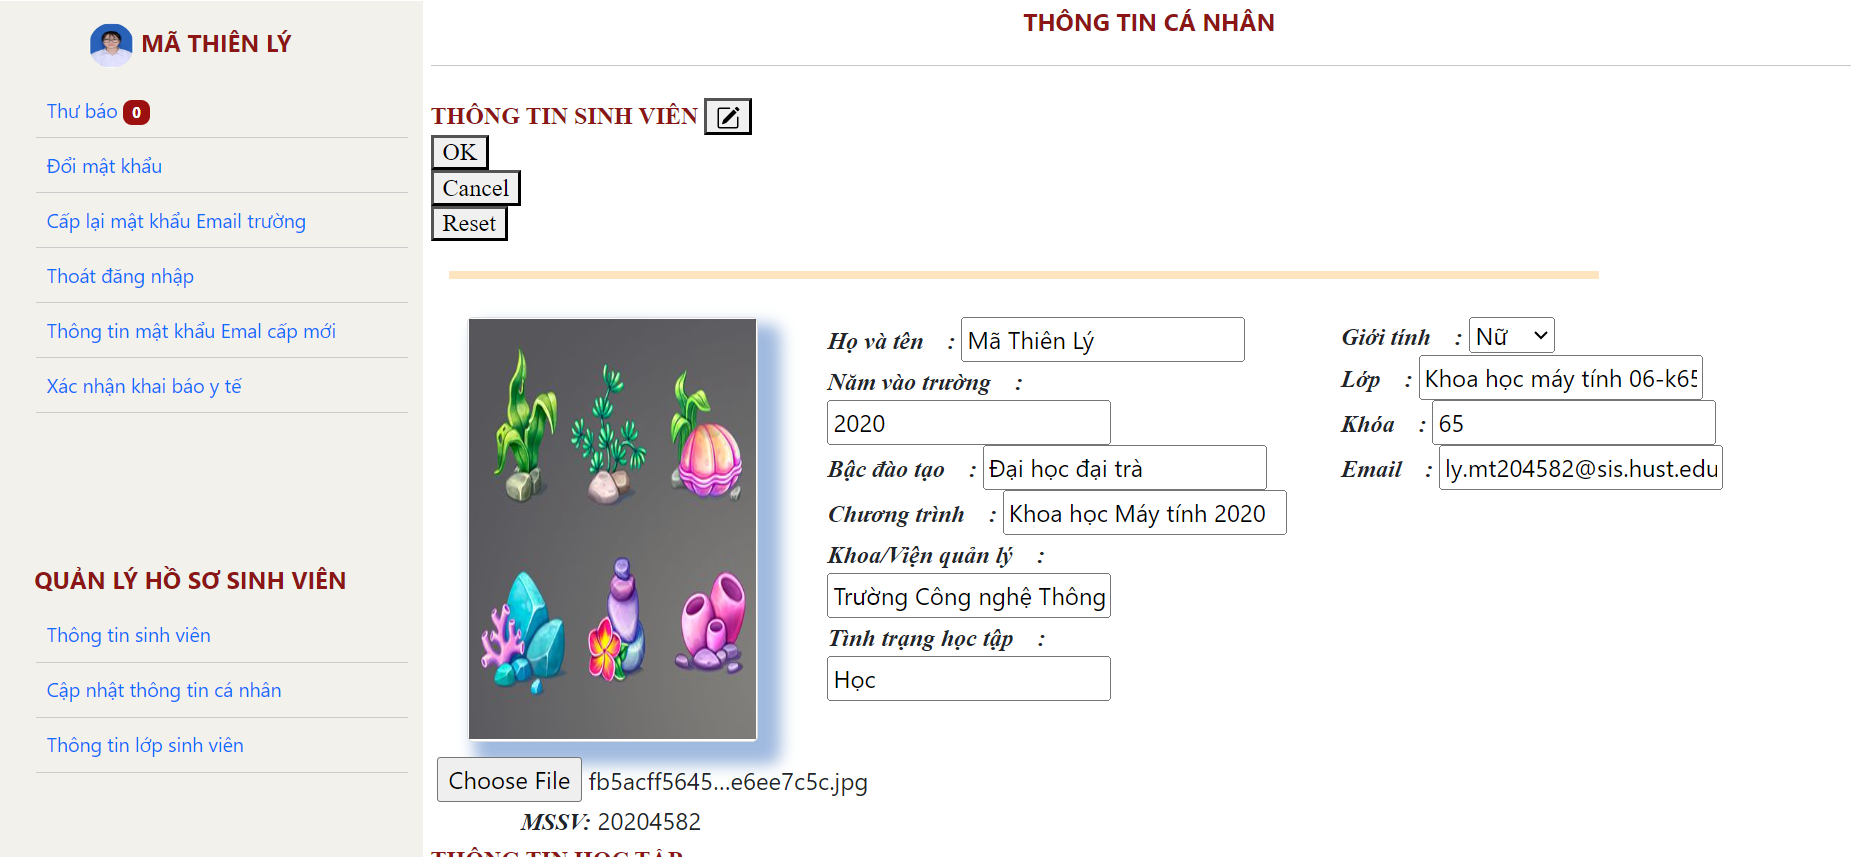 MÃ THIÊN LÝ
Thư báo 0
Đổi mật khẩu
Cấp lại mật khẩu Email trường
Thoát đăng nhập
Thông tin mật khẩu Emal cấp mới
Xác nhận khai báo y tế
QUẢN LÝ HỒ SƠ SINH VIÊN
Thông tin sinh viên
Cập nhật thông tin cá nhân
Thông tin lớp sinh viên
THÔNG TIN CÁ NHÂN
THÔNG TIN SINH VIÊN
OK
Cancel
Reset
Họ và tên : Mã Thiên Lý
Năm vào trường :
2020
Bậc đào tạo : Đại học đại trà
Chương trình : Khoa học Máy tính 2020
Khoa/Viện quản lý :
Trường Công nghệ Thông
Tình trạng học tập :
Học
Giới tính : Nữ
Lớp : Khoa học máy tính 06-k65
Khóa : 65
Email : ly.mt204582@sis.hust.edu
Choose File fb5acff5645...e6ee7c5c.jpg
MSSV: 20204582
THÔNG TIN HỌC TẬP